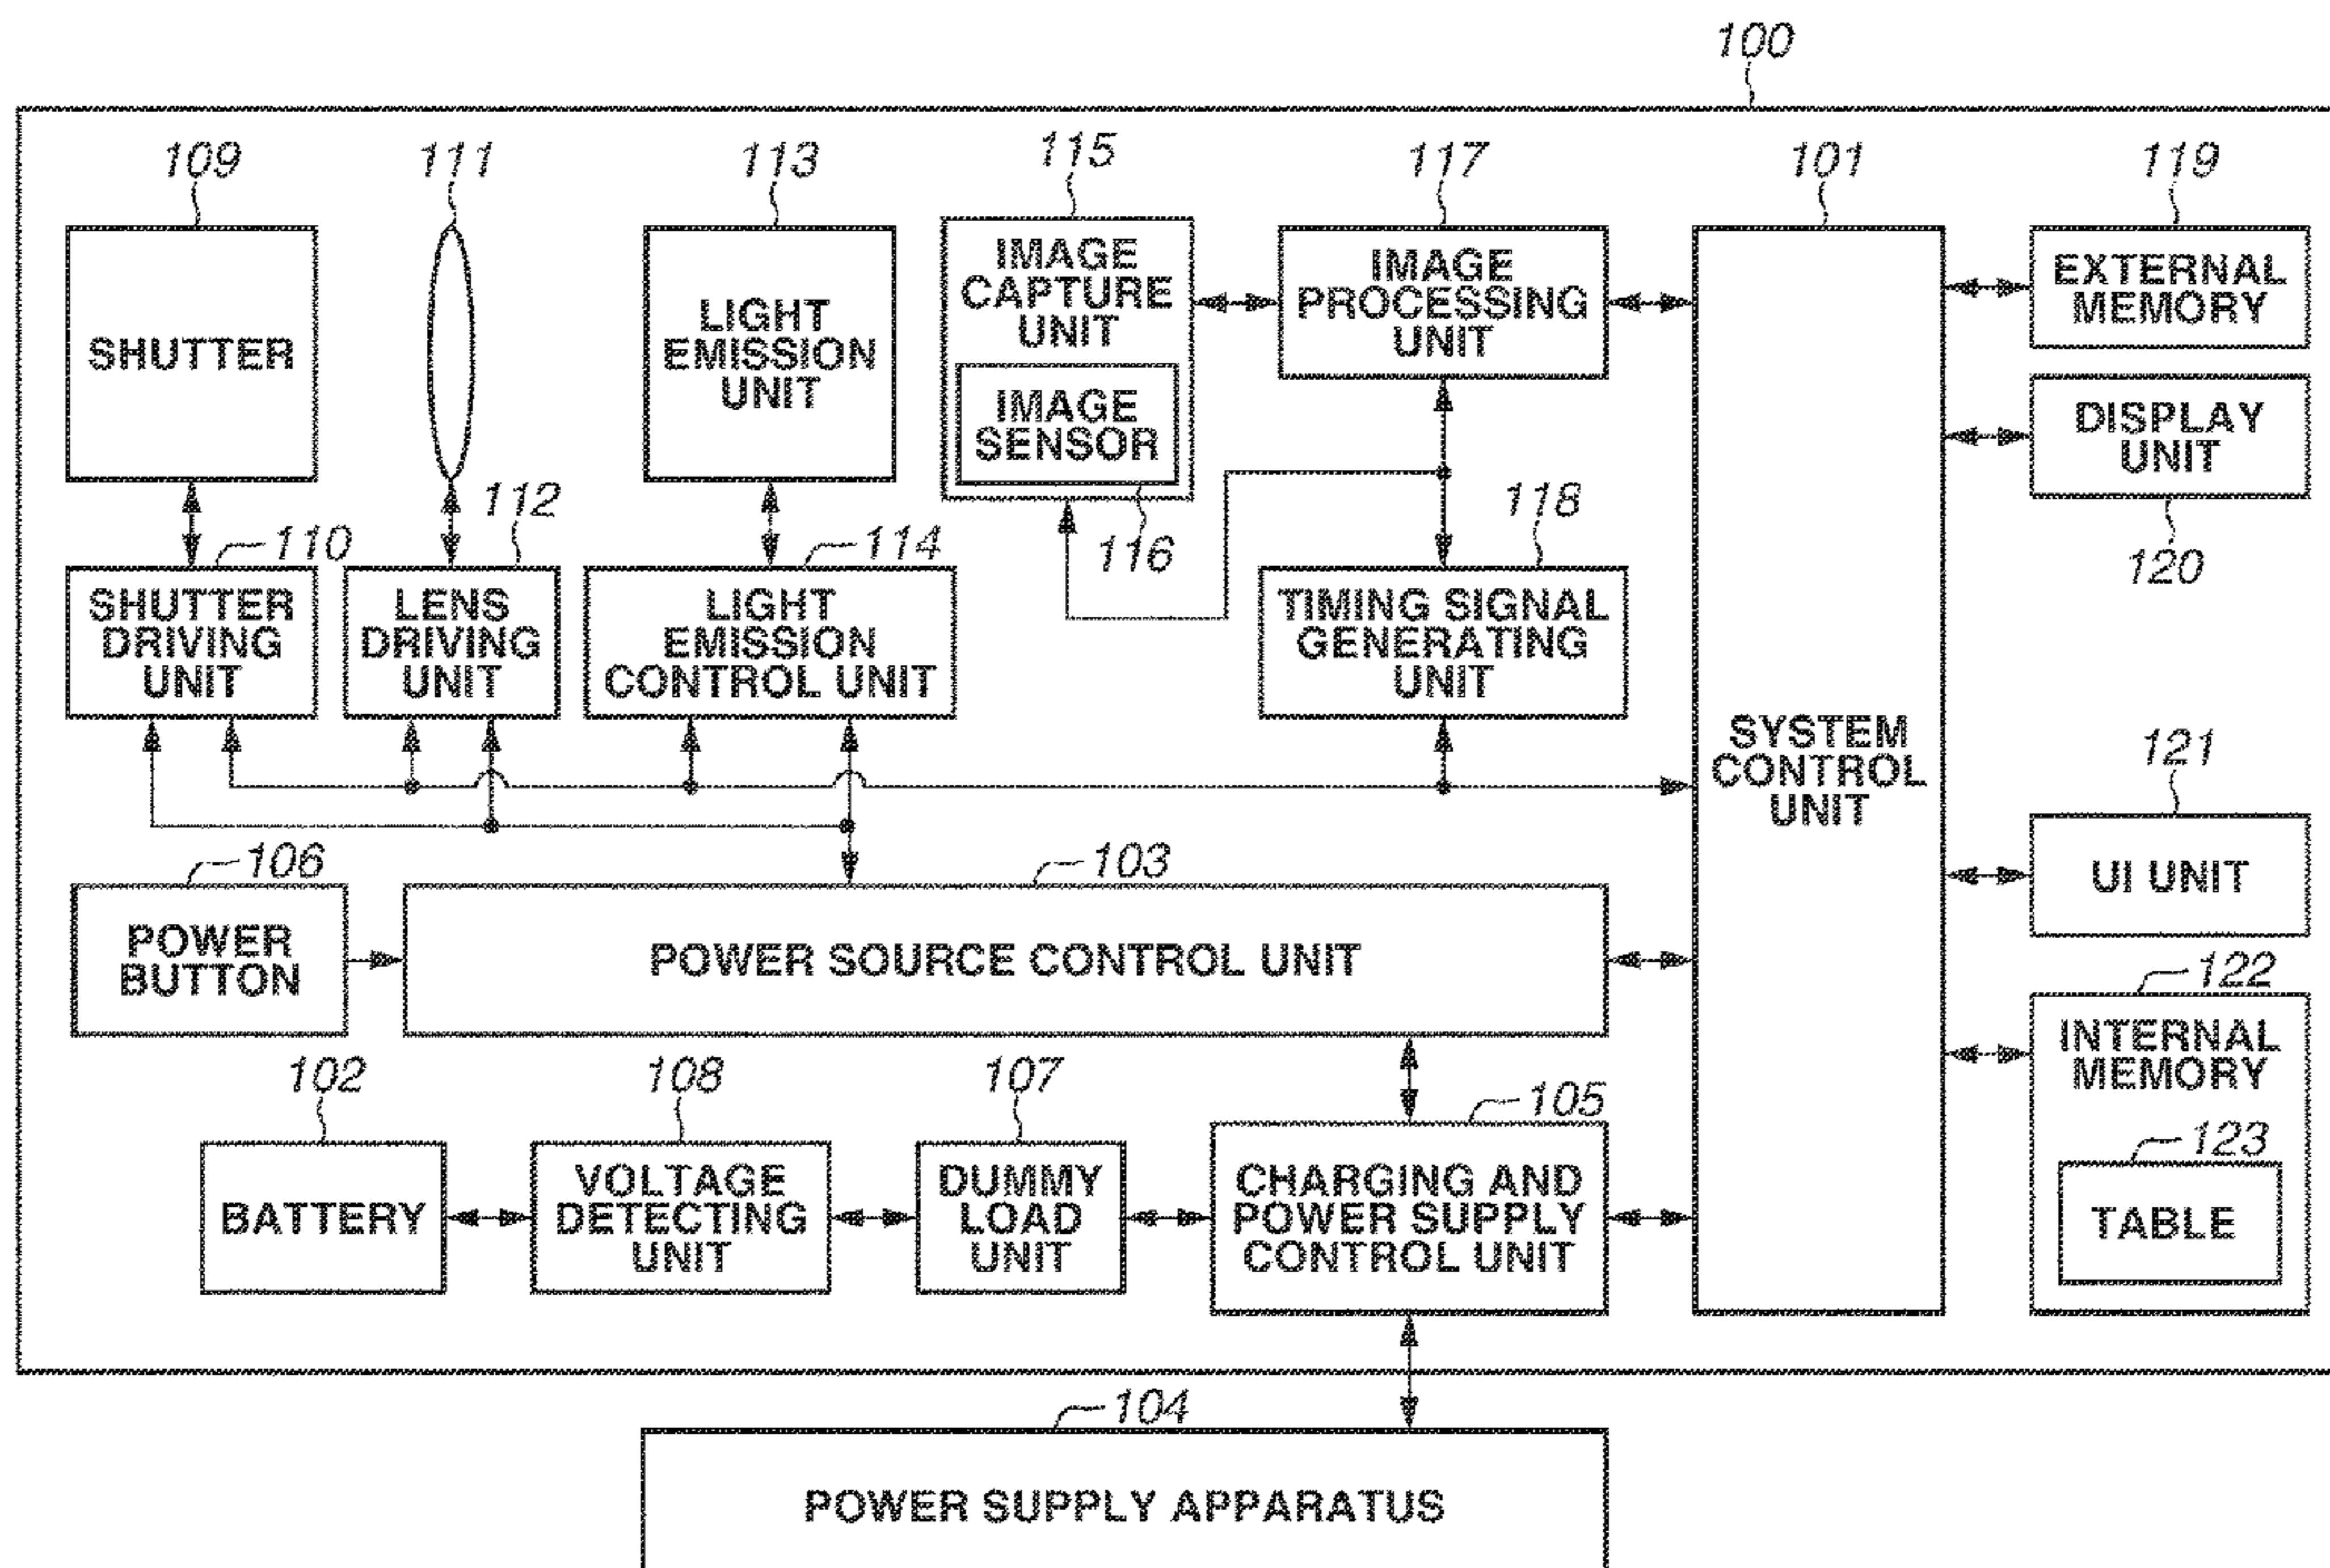 100
109
111
113
115
117
101
119
SHUTTER
LIGHT
EMISSION
UNIT
IMAGE
CAPTURE
UNIT
IMAGE
SENSOR
116
IMAGE
PROCESSING
UNIT
EXTERNAL
MEMORY
DISPLAY
UNIT
120
110
112
114
118
SHUTTER
DRIVING
UNIT
LENS
DRIVING
UNIT
LIGHT
EMISSION
CONTROL UNIT
TIMING SIGNAL
GENERATING
UNIT
SYSTEM
CONTROL
UNIT
121
UI UNIT
106
103
POWER
BUTTON
POWER SOURCE CONTROL UNIT
122
INTERNAL
MEMORY
123
TABLE
102
108
107
105
BATTERY
VOLTAGE
DETECTING
UNIT
DUMMY
LOAD
UNIT
CHARGING AND
POWER SUPPLY
CONTROL UNIT
104
POWER SUPPLY APPARATUS